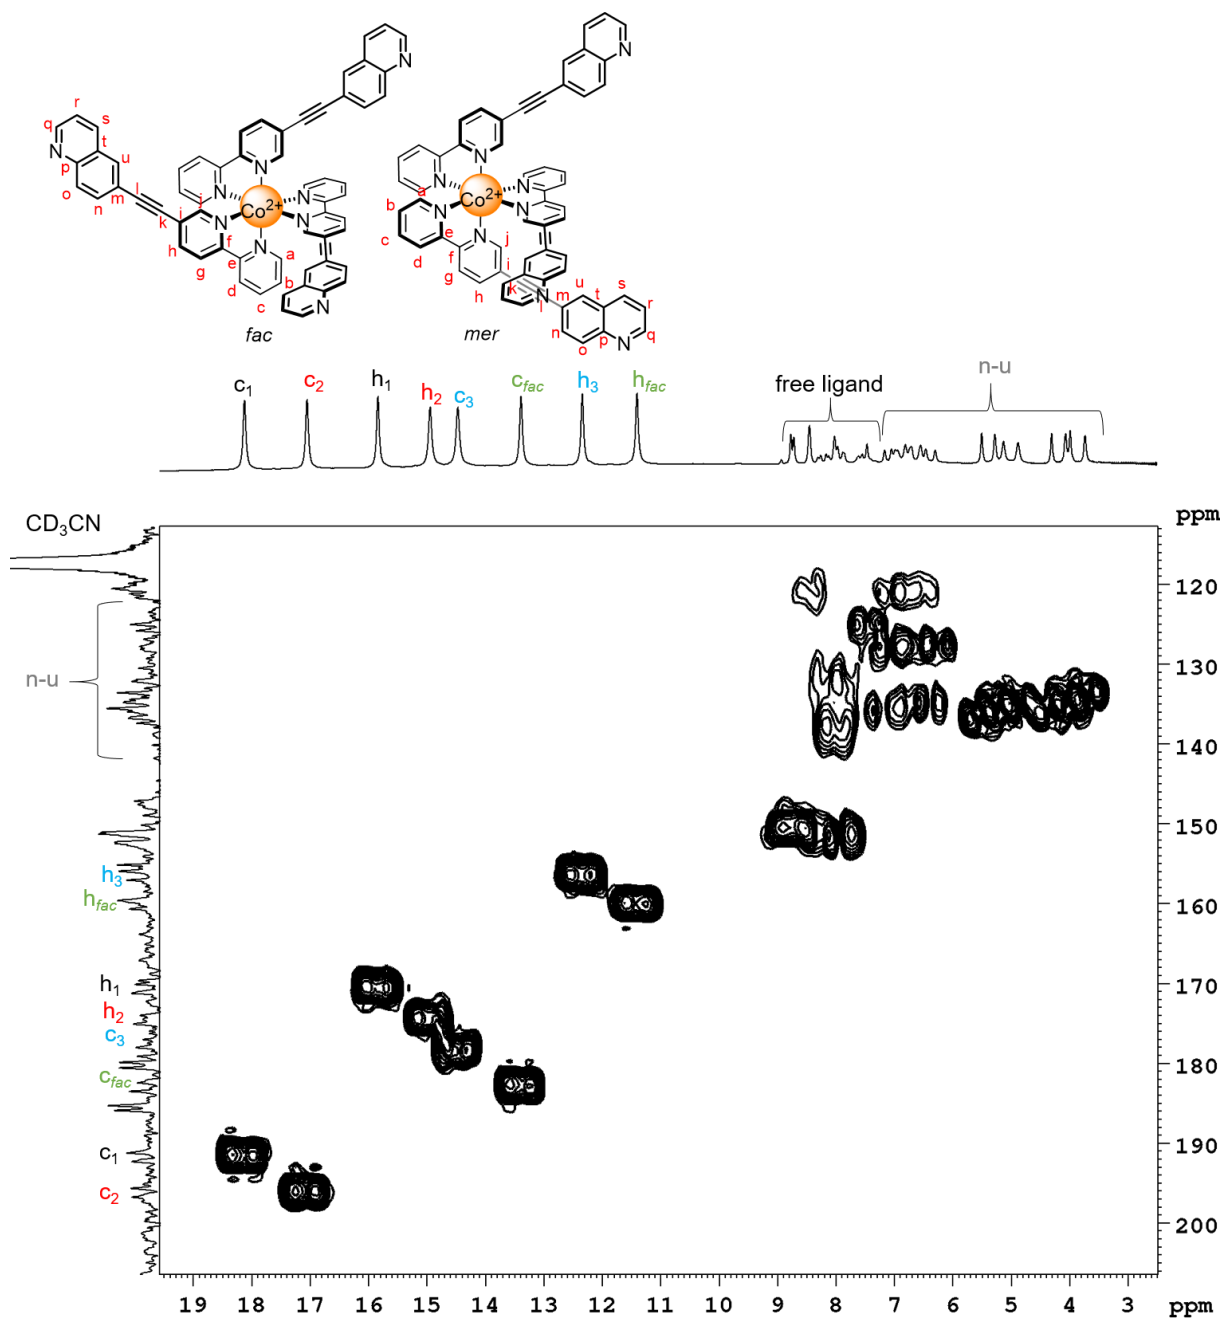 N
N
r
q
s
t
N
p
u
o
n
m
l
k
i
j
h
g
f
e
d
c
b
a
N
N
N
N
N
N
Co2+
N
fac
N
N
N
N
N
N
Co2+
a
b
c
d
e
f
g
h
i
j
k
l
N
m
n
o
p
q
r
s
t
u
N
mer
c1
c2
h1
h2
c3
cfac
h3
hfac
free ligand
n-u
CD3CN
ppm
n-u
h3
hfac
h1
h2
c3
cfac
c1
c2
120
130
140
150
160
170
180
190
200
19 18 17 16 15 14 13 12 11 10 9 8 7 6 5 4 3 ppm